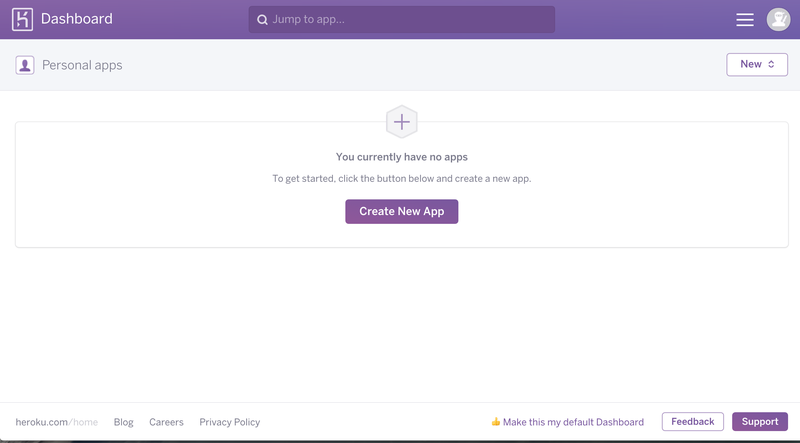 Dashboard
Jump to app...
Personal apps
New
You currently have no apps
To get started, click the button below and create a new app.
Create New App
heroku.com/home Blog Careers Privacy Policy 👍 Make this my default Dashboard Feedback Support